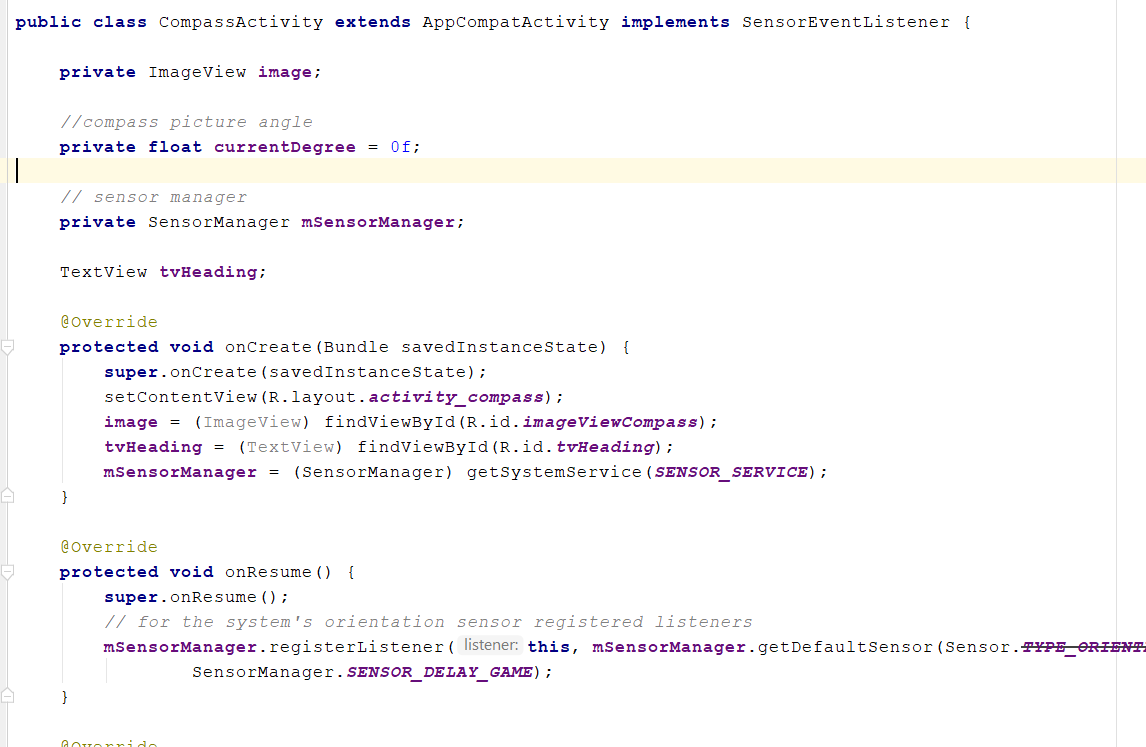 public class CompassActivity extends AppCompatActivity implements SensorEventListener {
private ImageView image;
//compass picture angle
private float currentDegree = 0f;
// sensor manager
private SensorManager mSensorManager;
TextView tvHeading;
@Override
protected void onCreate(Bundle savedInstanceState) {
super.onCreate(savedInstanceState);
setContentView(R.layout.activity_compass);
image = (ImageView) findViewById(R.id.imageViewCompass);
tvHeading = (TextView) findViewById(R.id.tvHeading);
mSensorManager = (SensorManager) getSystemService(SENSOR_SERVICE);
}
@Override
protected void onResume() {
super.onResume();
// for the system's orientation sensor registered listeners
mSensorManager.registerListener( listener: this, mSensorManager.getDefaultSensor(Sensor.TYPE_ORIENT
SensorManager.SENSOR_DELAY_GAME);
}
@Override